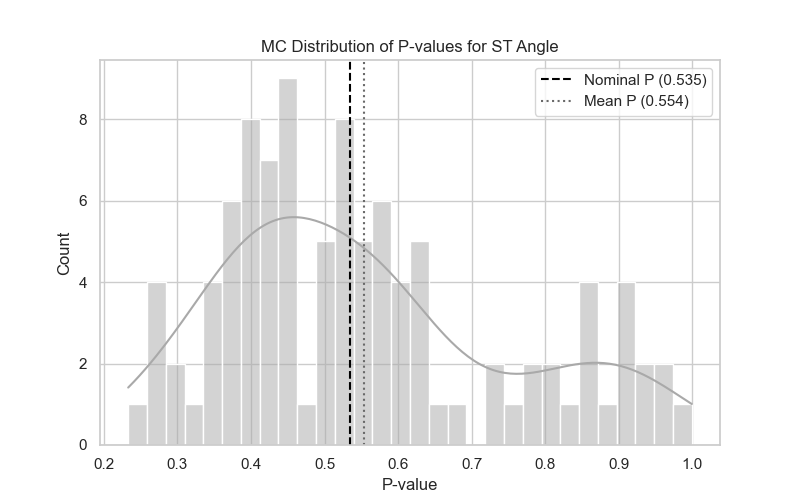 MC Distribution of P-values for ST Angle
Nominal P (0.535)
Mean P (0.554)
Count
8
6
4
2
0
0.2 0.3 0.4 0.5 0.6 0.7 0.8 0.9 1.0
P-value